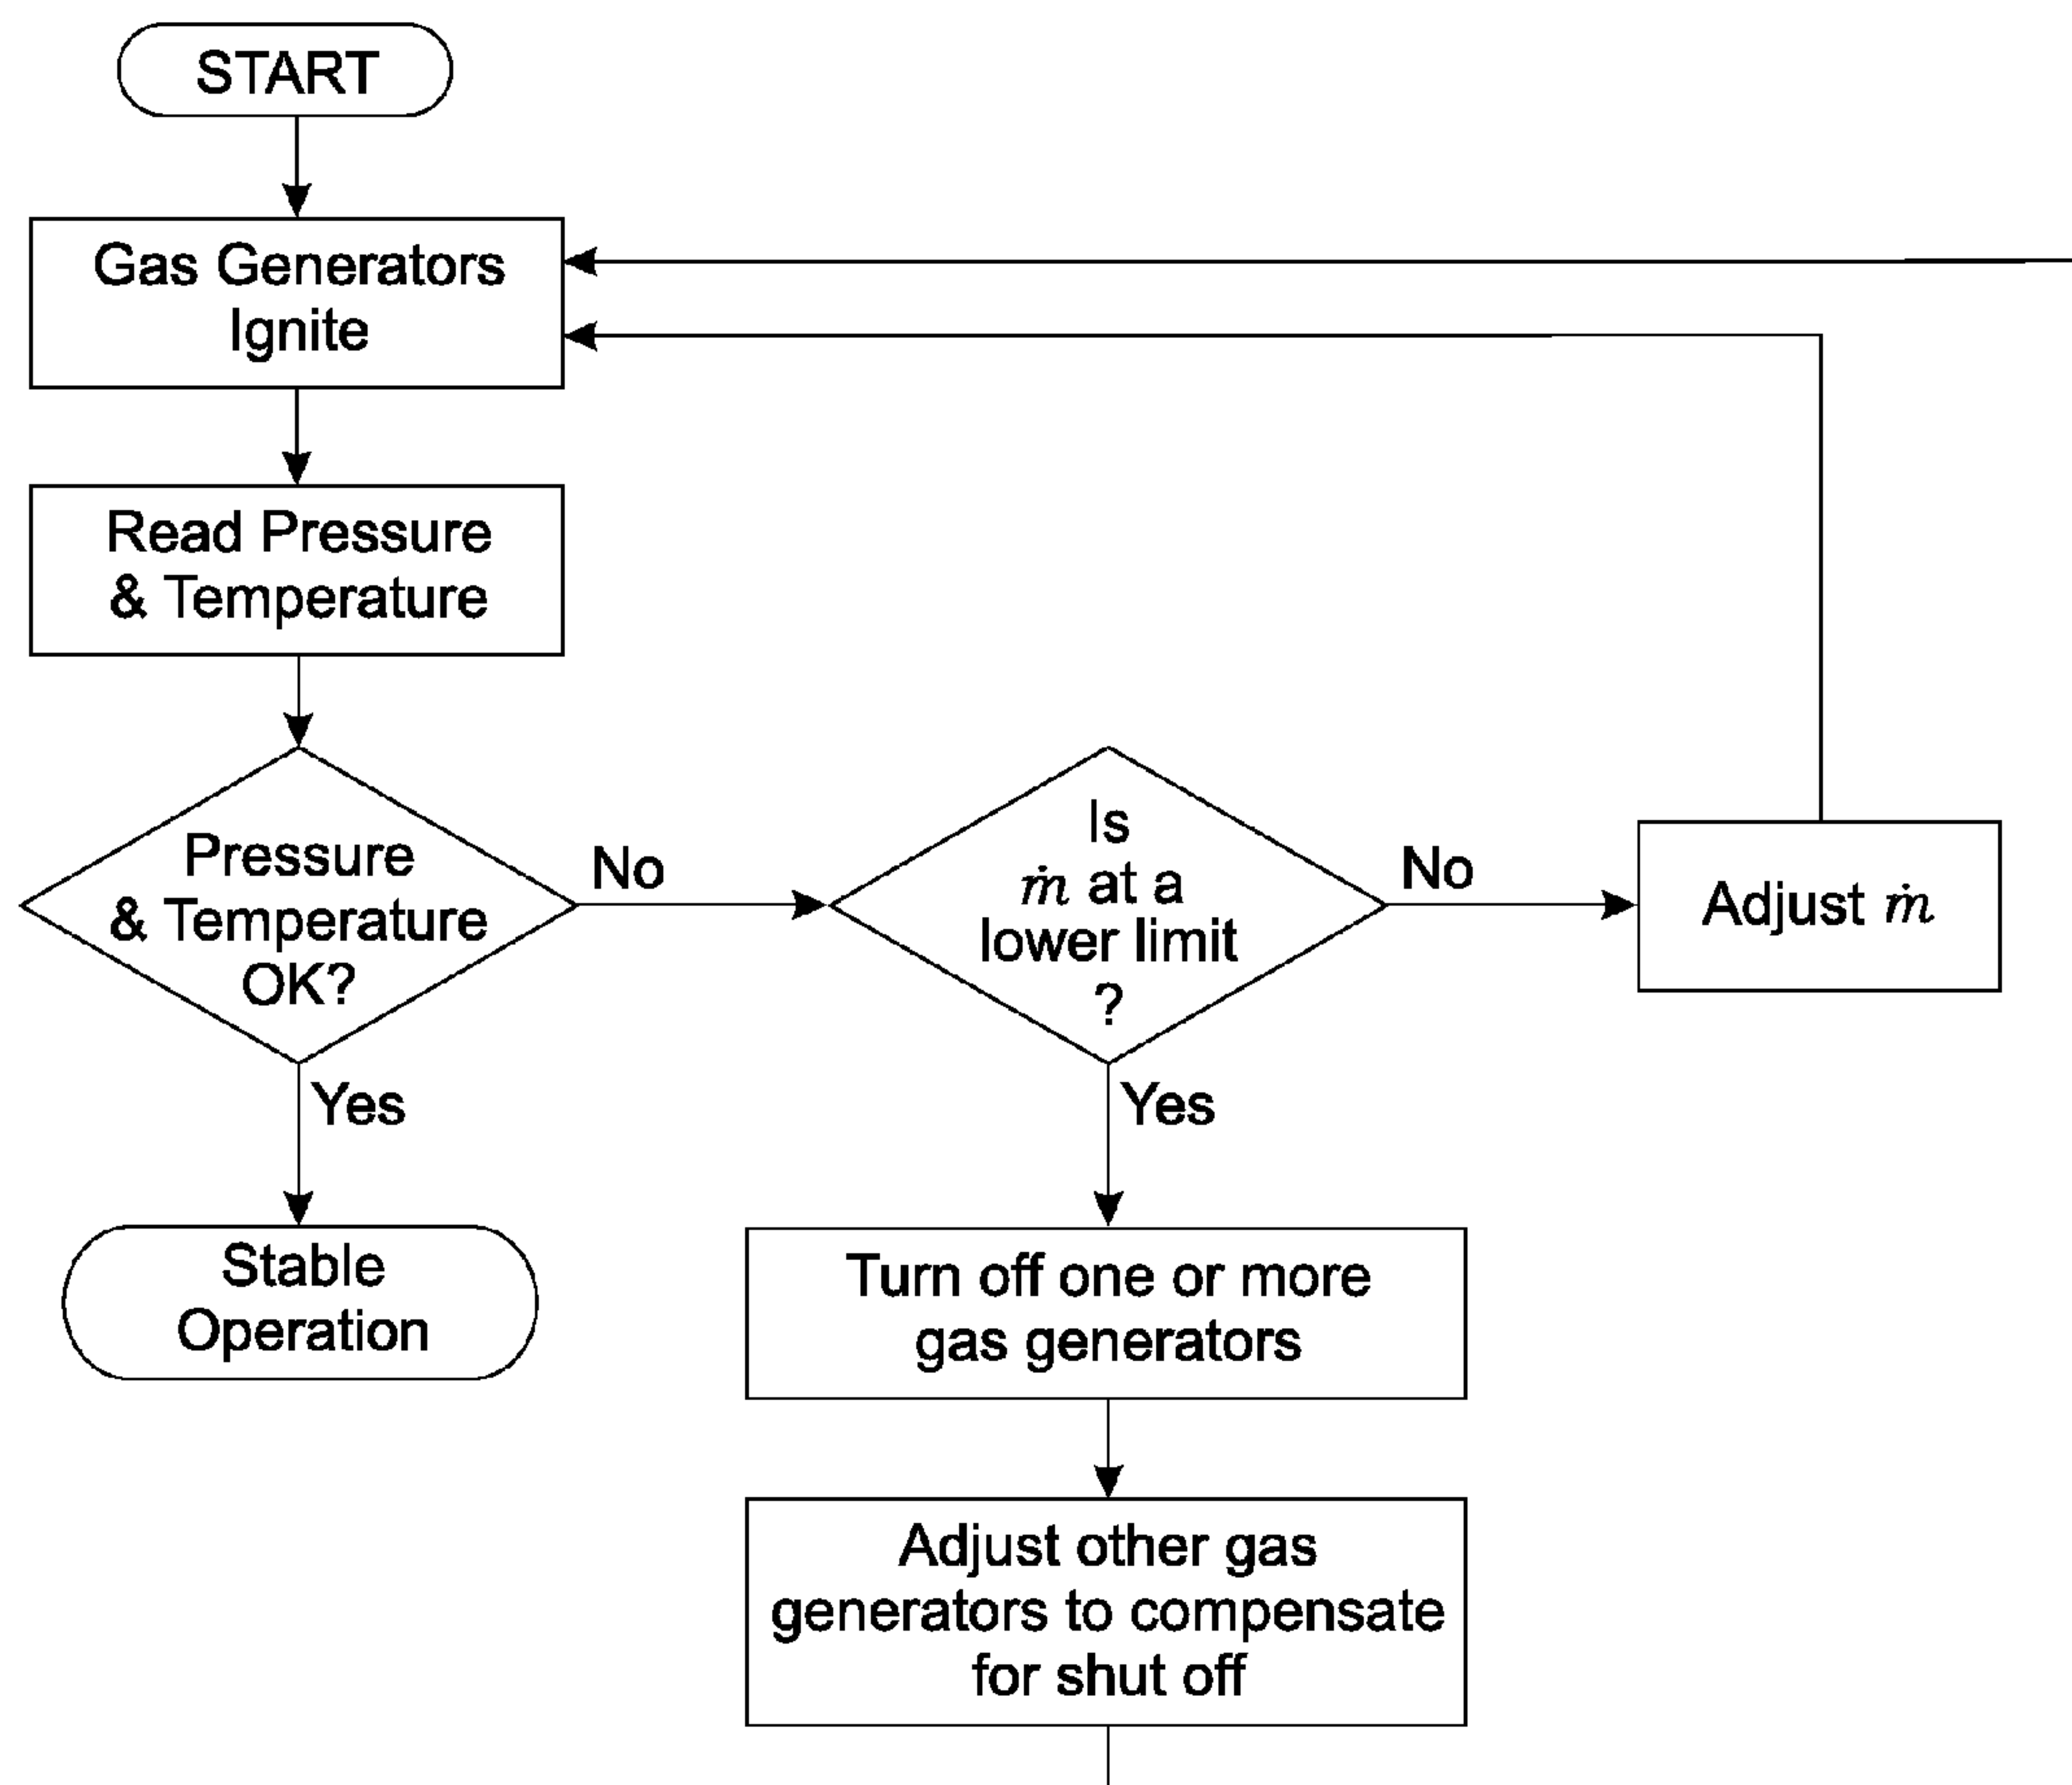 START
Gas Generators
Ignite
Read Pressure
& Temperature
Pressure
& Temperature
OK?
No
Yes
Is
ṁ at a
lower limit
?
No
Yes
Adjust ṁ
Stable
Operation
Turn off one or more
gas generators
Adjust other gas
generators to compensate
for shut off